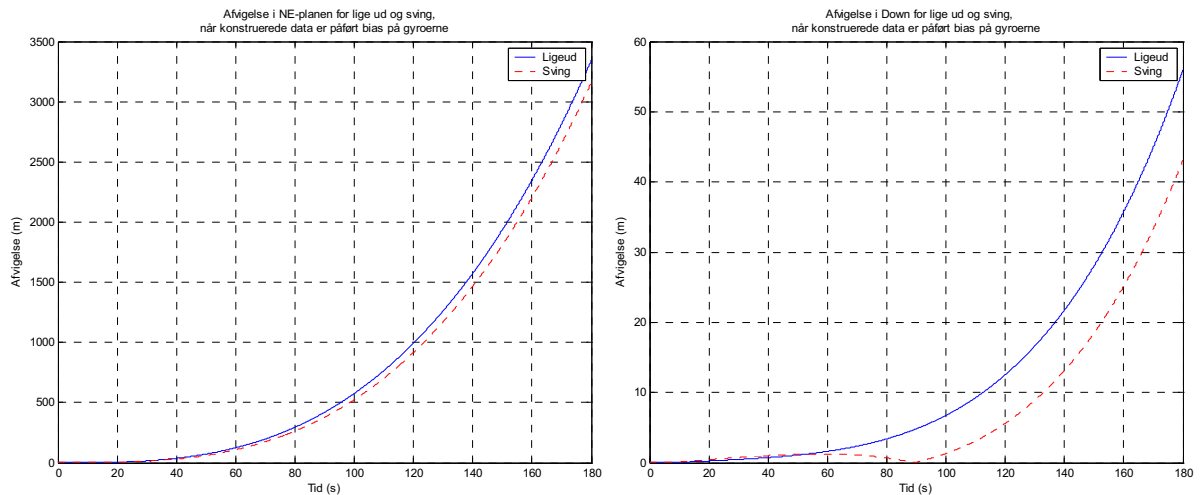 Afvigelse i NE-planen for lige ud og sving,
når konstruerede data er påført bias på gyroerne
3500
3000
2500
2000
1500
1000
500
0
Afvigelse (m)
Ligeud
Sving
0 20 40 60 80 100 120 140 160 180
Tid (s)
Afvigelse i Down for lige ud og sving,
når konstruerede data er påført bias på gyroerne
60
50
40
30
20
10
0
Afvigelse (m)
Ligeud
Sving
0 20 40 60 80 100 120 140 160 180
Tid (s)